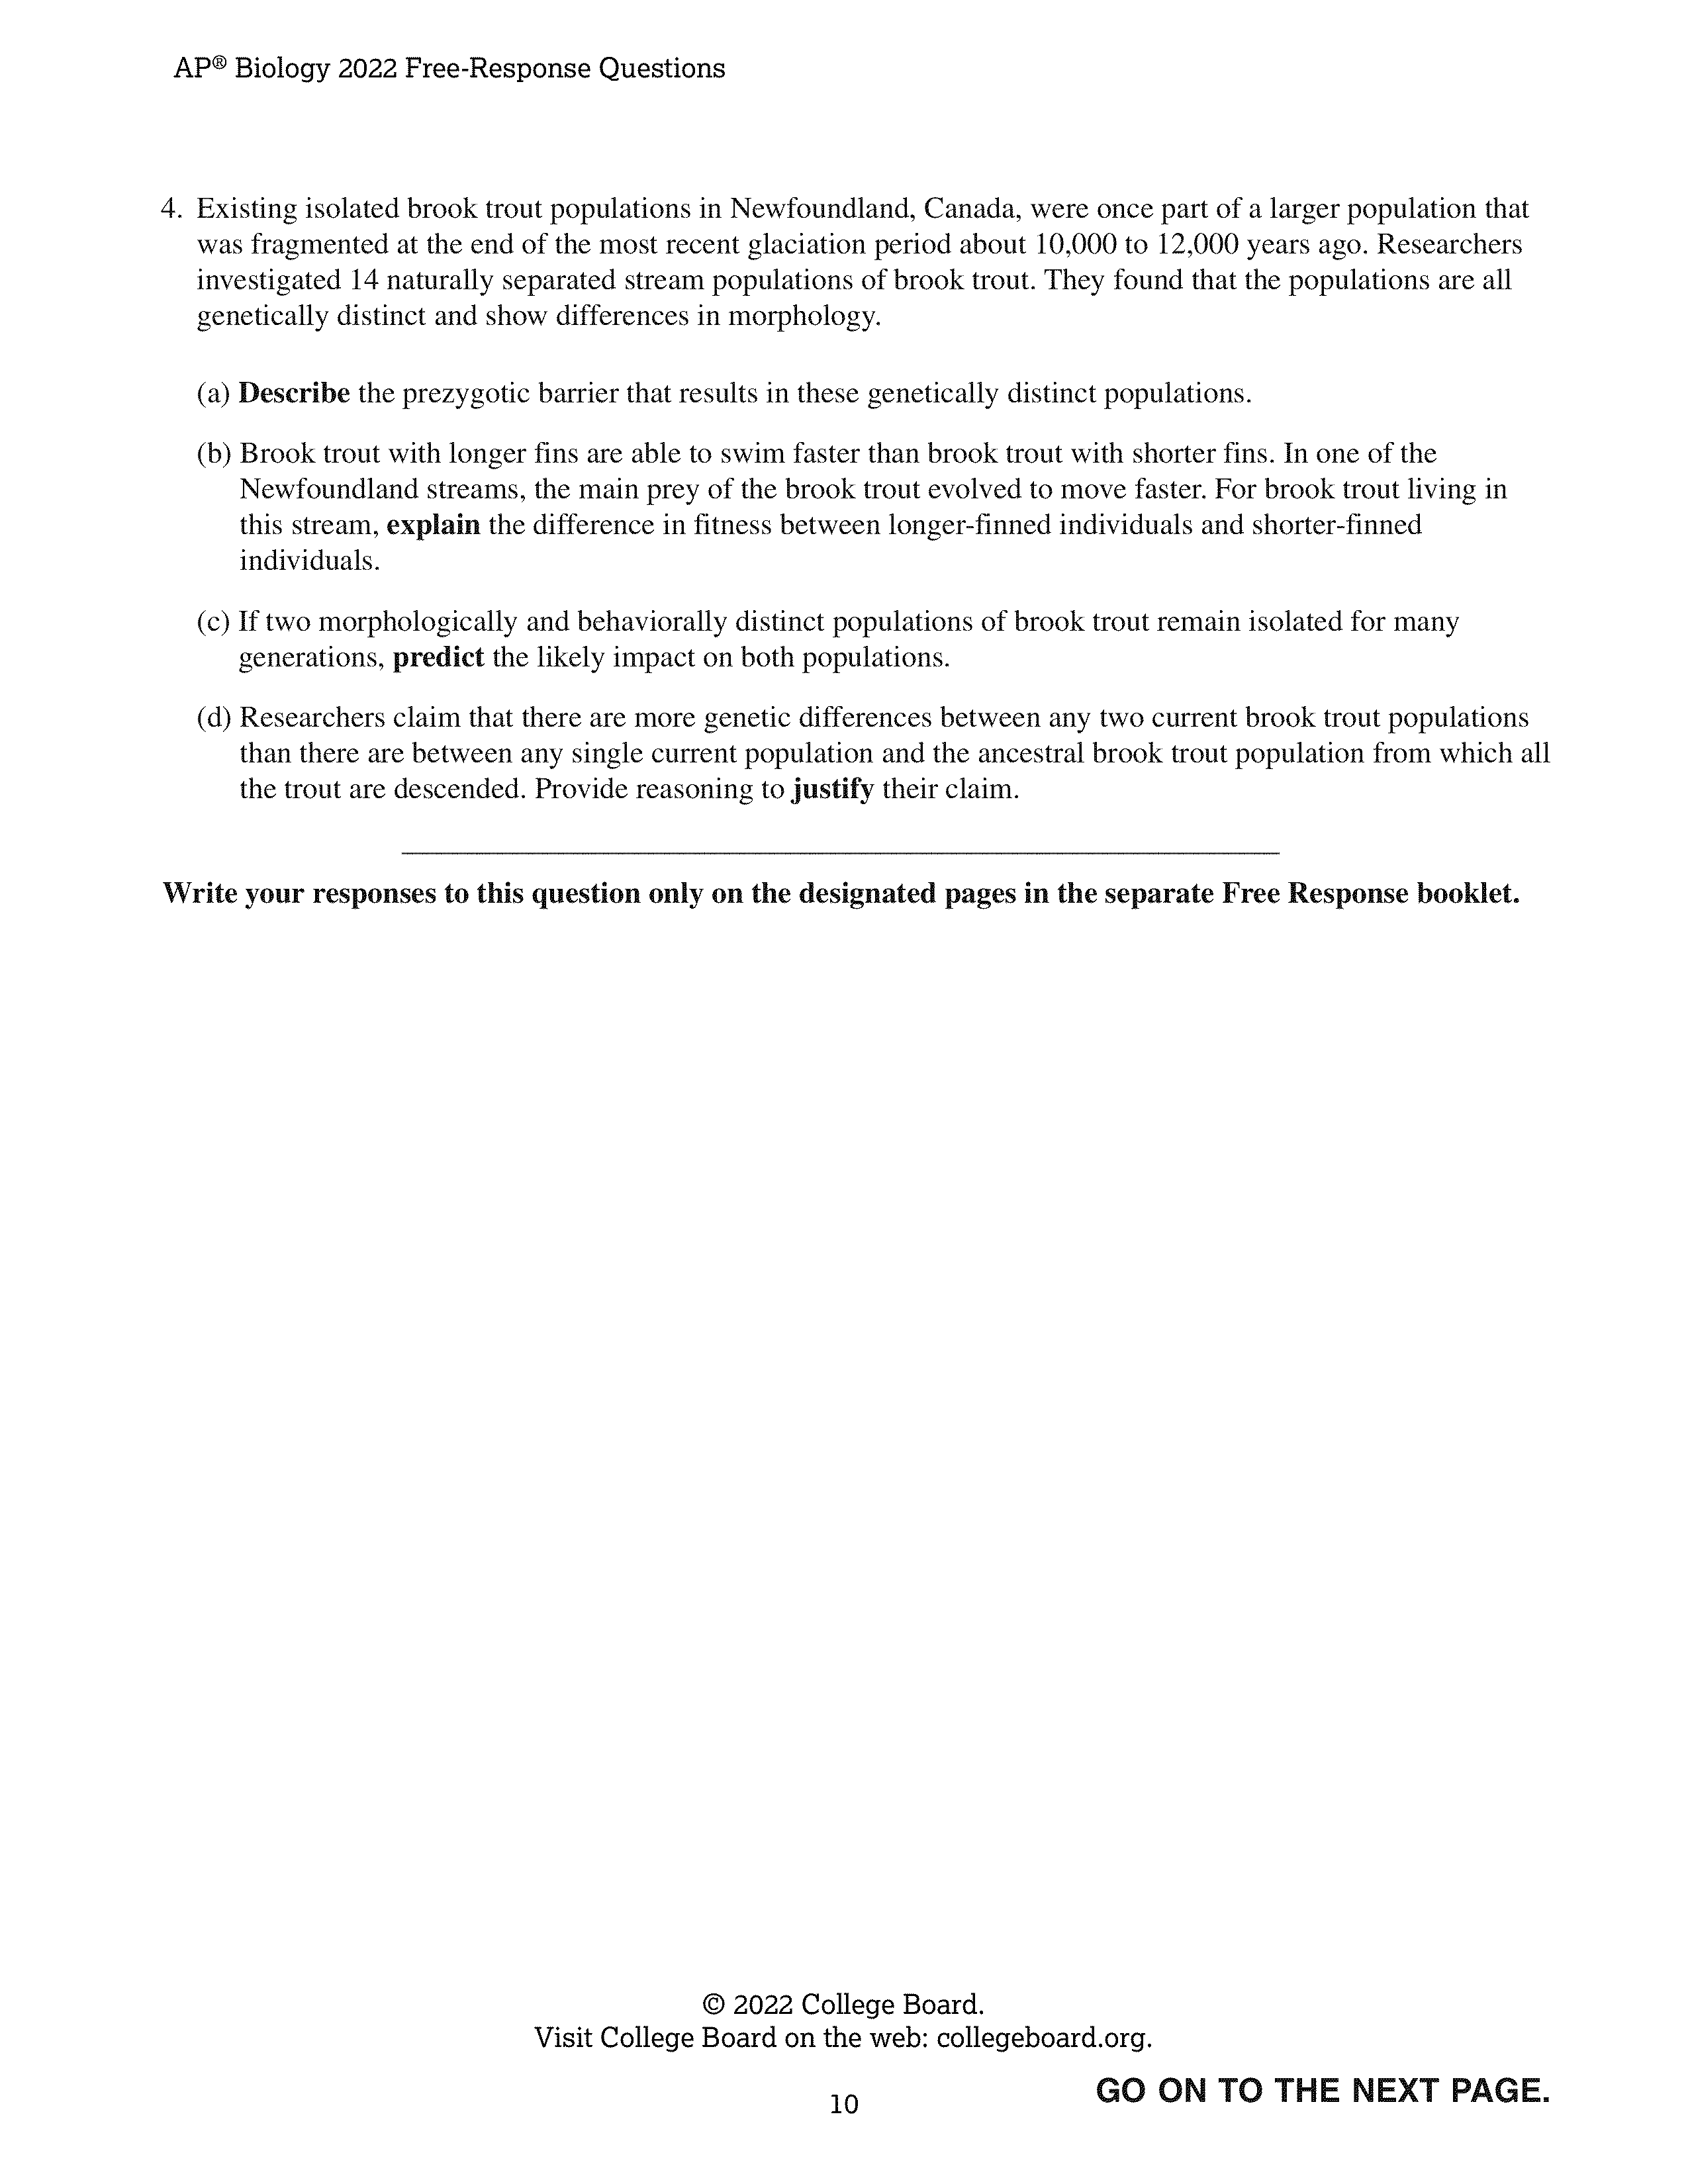 AP® Biology 2022 Free-Response Questions
4. Existing isolated brook trout populations in Newfoundland, Canada, were once part of a larger population that
was fragmented at the end of the most recent glaciation period about 10,000 to 12,000 years ago. Researchers
investigated 14 naturally separated stream populations of brook trout. They found that the populations are all
genetically distinct and show differences in morphology.
(a) Describe the prezygotic barrier that results in these genetically distinct populations.
(b) Brook trout with longer fins are able to swim faster than brook trout with shorter fins. In one of the
Newfoundland streams, the main prey of the brook trout evolved to move faster. For brook trout living in
this stream, explain the difference in fitness between longer-finned individuals and shorter-finned
individuals.
(c) If two morphologically and behaviorally distinct populations of brook trout remain isolated for many
generations, predict the likely impact on both populations.
(d) Researchers claim that there are more genetic differences between any two current brook trout populations
than there are between any single current population and the ancestral brook trout population from which all
the trout are descended. Provide reasoning to justify their claim.
Write your responses to this question only on the designated pages in the separate Free Response booklet.
© 2022 College Board.
Visit College Board on the web: collegeboard.org.
GO ON TO THE NEXT PAGE.
10